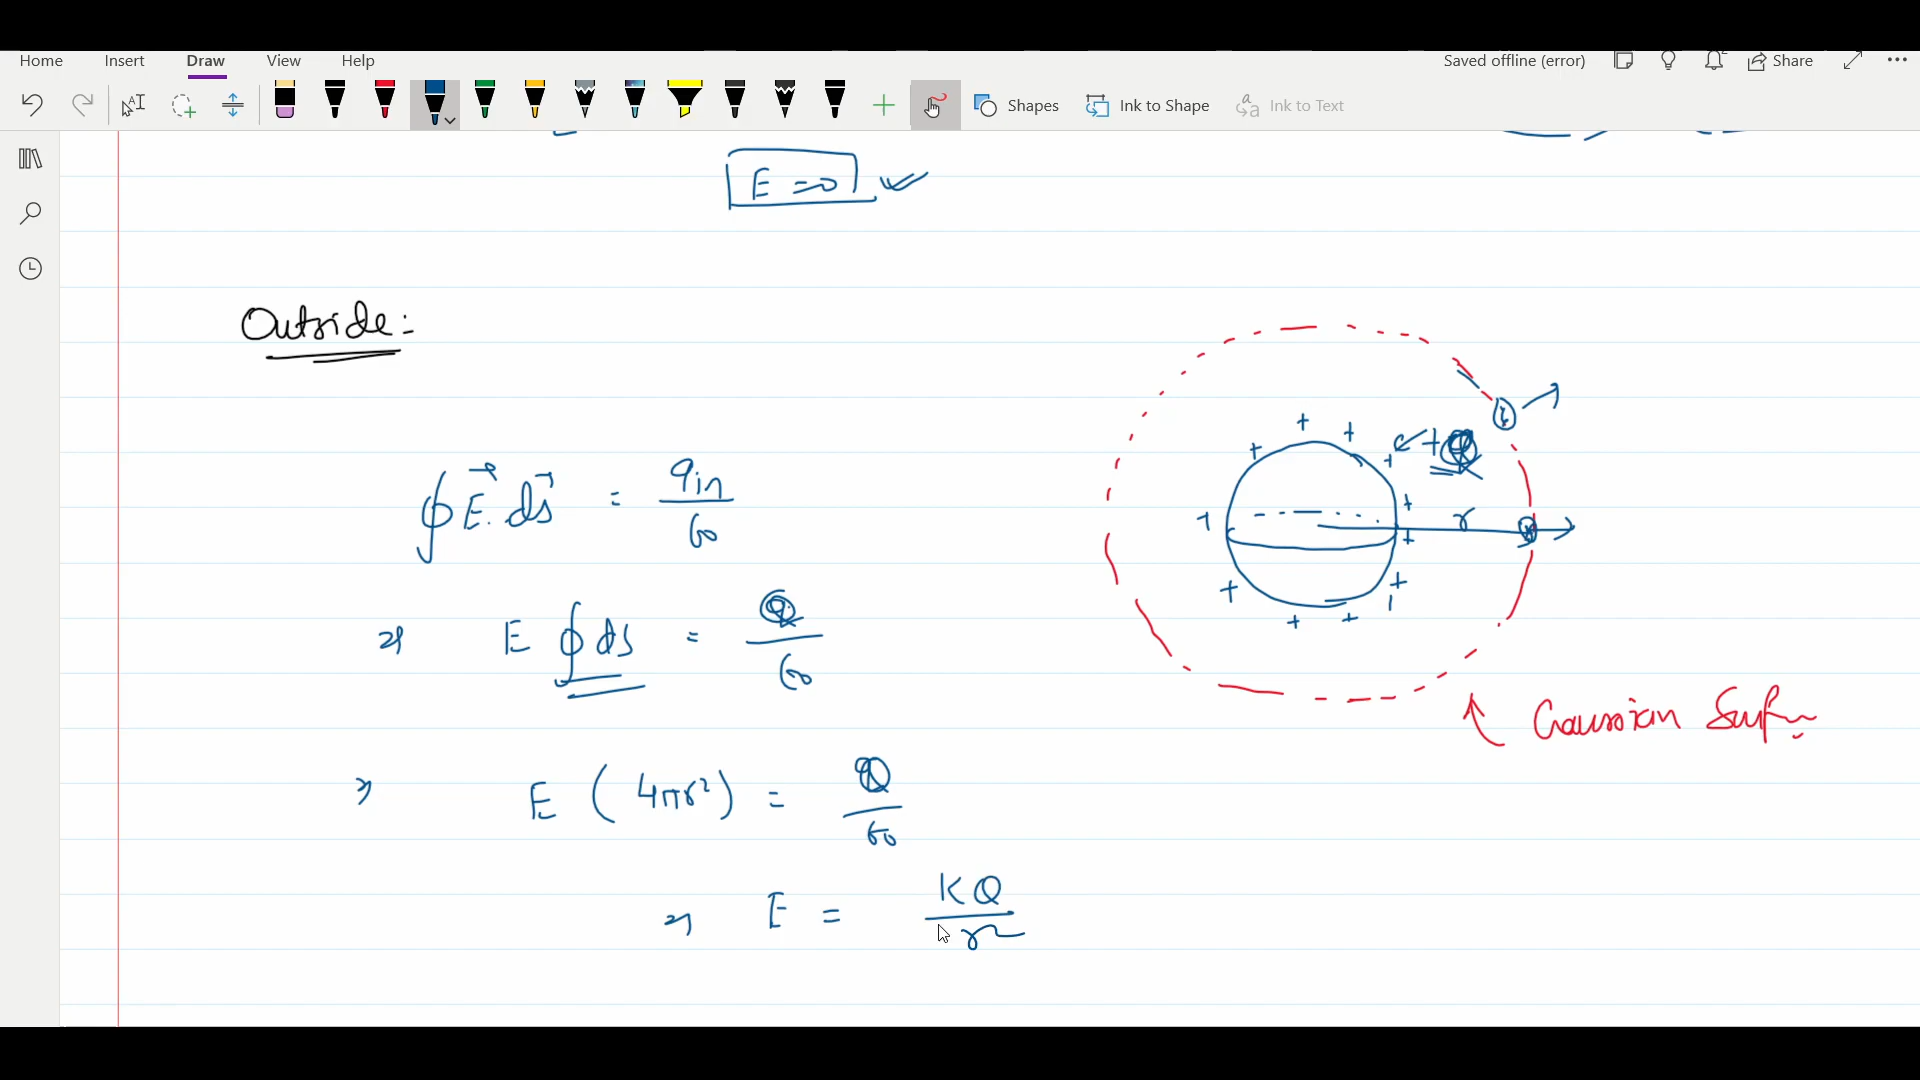 Home Insert Draw View Help Saved offline (error) Share
Shapes Ink to Shape Ink to Text
E = 0
Outside:
∮ E⃗. ds⃗ = qin / ϵ0
E ∮ ds = Q / ϵ0
E ( 4πr² ) = Q / ϵ0
E = KQ / r²
+ + + + + + + + + + + +
+Q
r
Gaussian